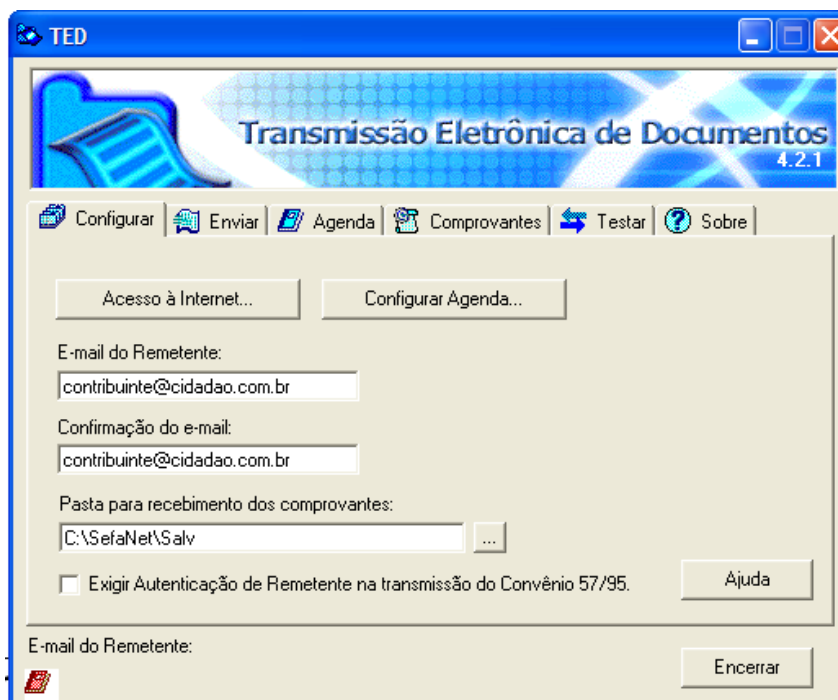 TED
Transmissão Eletrônica de Documentos
4.2.1
Configurar Enviar Agenda Comprovantes Testar Sobre
Acesso à Internet... Configurar Agenda...
E-mail do Remetente:
contribuinte@cidadao.com.br
Confirmação do e-mail:
contribuinte@cidadao.com.br
Pasta para recebimento dos comprovantes:
C:\SefaNet\Salv ...
Exigir Autenticação de Remetente na transmissão do Convênio 57/95.
Ajuda
E-mail do Remetente:
Encerrar